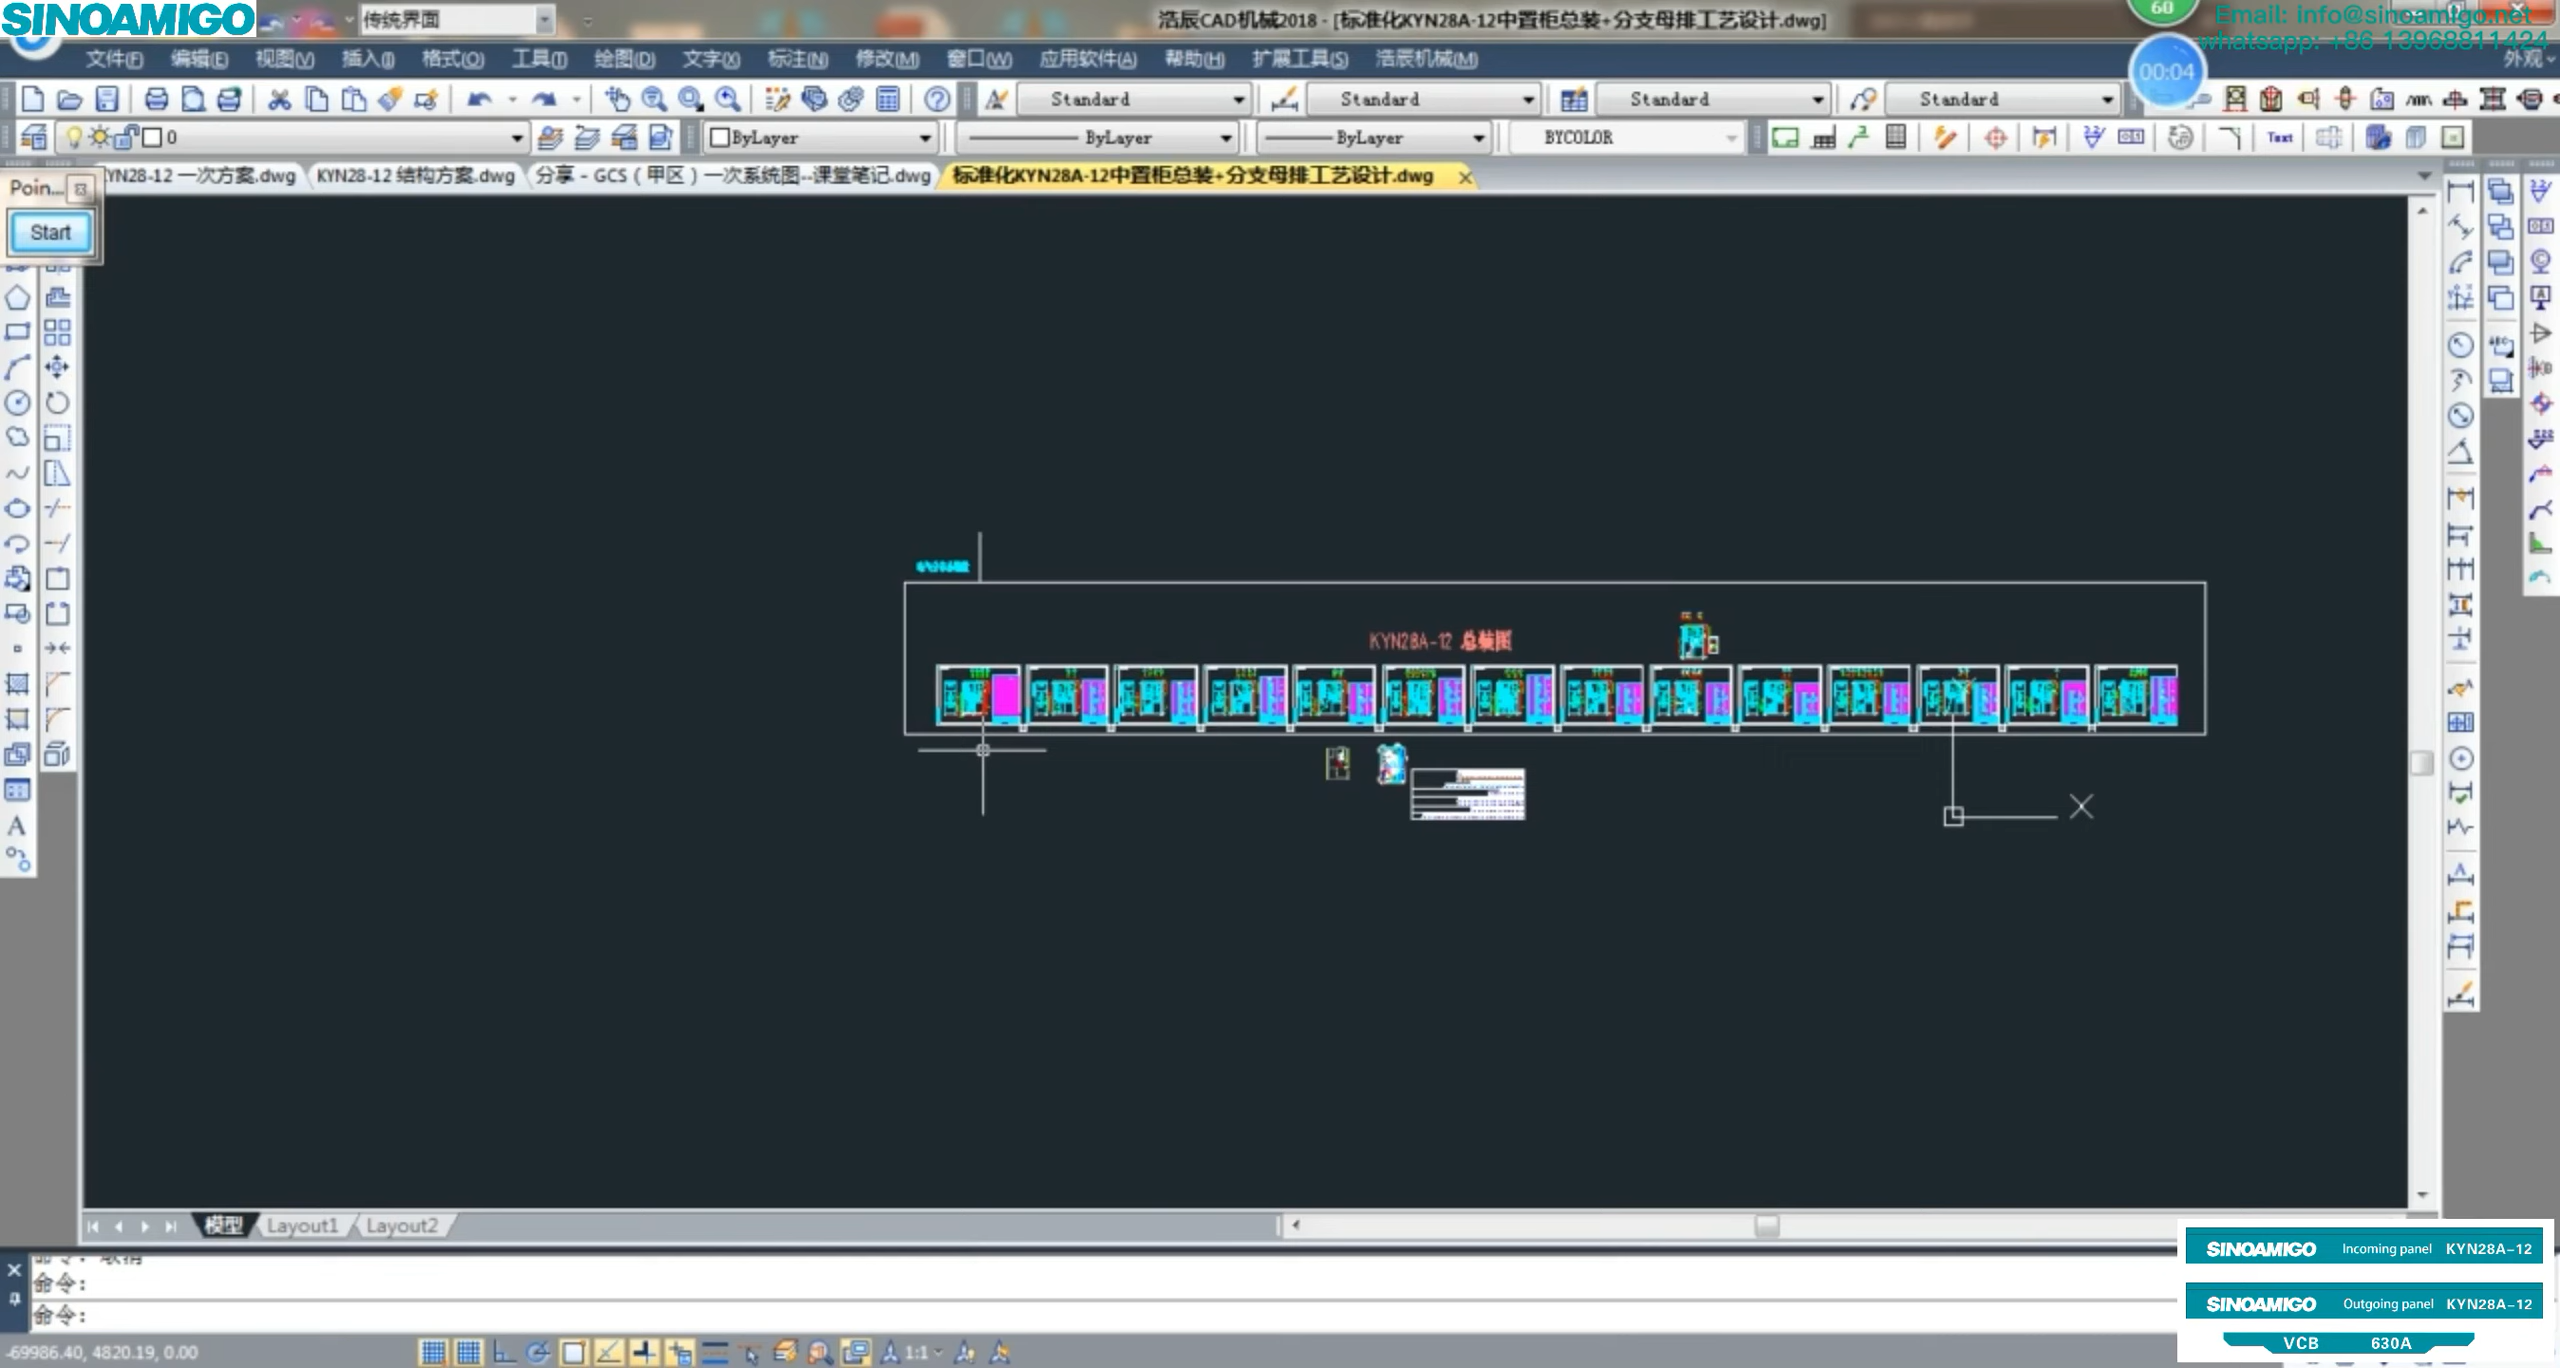 SINOAMIGO
传统界面
浩辰CAD机械2018 - [标准化KYN28A-12中置柜总装+分支母排工艺设计.dwg]
60
Email: info@sinoamigo.net
whatsapp: +86 13968811424
文件(F) 编辑(E) 视图(V) 插入(I) 格式(O) 工具(T) 绘图(D) 文字(X) 标注(N) 修改(M) 窗口(W) 应用软件(A) 帮助(H) 扩展工具(S) 浩辰机械(M)
外观
00:04
Standard Standard Standard Standard
0 ByLayer ByLayer ByLayer BYCOLOR Text
Poin...
YN28-12 一次方案.dwg KYN28-12 结构方案.dwg 分享 - GCS ( 甲区 ) 一次系统图--课堂笔记.dwg 标准化KYN28A-12中置柜总装+分支母排工艺设计.dwg
Start
KYN28A-12 总装图
模型 Layout1 Layout2
命令: 取消
命令:
命令:
-69986.40, 4820.19, 0.00
1:1
SINOAMIGO Incoming panel KYN28A-12
SINOAMIGO Outgoing panel KYN28A-12
VCB 630A